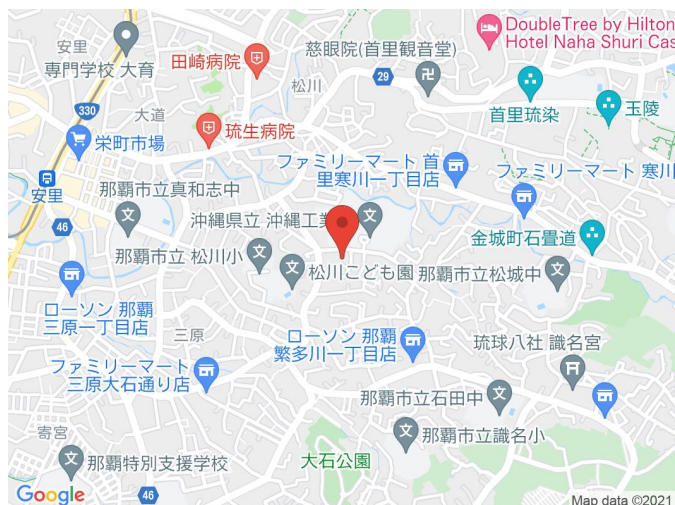 DoubleTree by Hilton
Hotel Naha Shuri Cas
安里
専門学校 大育
田崎病院
慈眼院(首里観音堂)
松川
29
330
大道
首里琉染
玉陵
琉生病院
栄町市場
ファミリーマート 首
里寒川一丁目店
ファミリーマート 寒川
安里
那覇市立真和志中
46
沖縄県立 沖縄工業
金城町石畳道
那覇市立 松川小
松川こども園
那覇市立松城中
ローソン 那覇
三原一丁目店
三原
ローソン 那覇
繁多川一丁目店
琉球八社 識名宮
ファミリーマート
三原大石通り店
那覇市立石田中
寄宮
那覇市立識名小
大石公園
那覇特別支援学校
46
Google
Map data ©2021